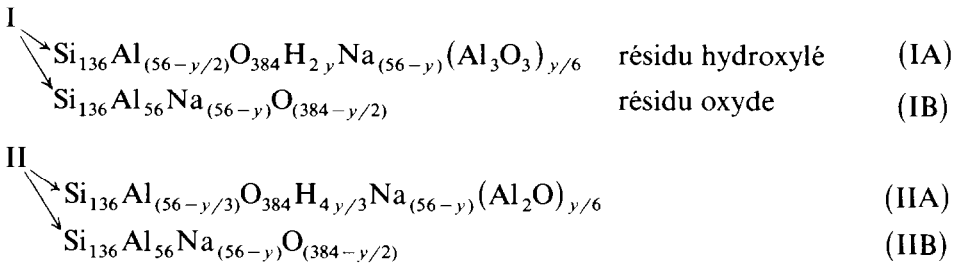 I
Si₁₃₆Al₍₅₆₋y/₂₎O₃₈₄H₂yNa₍₅₆₋y₎(Al₃O₃)y/₆ résidu hydroxylé (IA)
Si₁₃₆Al₅₆Na₍₅₆₋y₎O₍₃₈₄₋y/₂₎ résidu oxyde (IB)
II
Si₁₃₆Al₍₅₆₋y/₃₎O₃₈₄H₄y/₃Na₍₅₆₋y₎(Al₂O)y/₆ (IIA)
Si₁₃₆Al₅₆Na₍₅₆₋y₎O₍₃₈₄₋y/₂₎ (IIB)